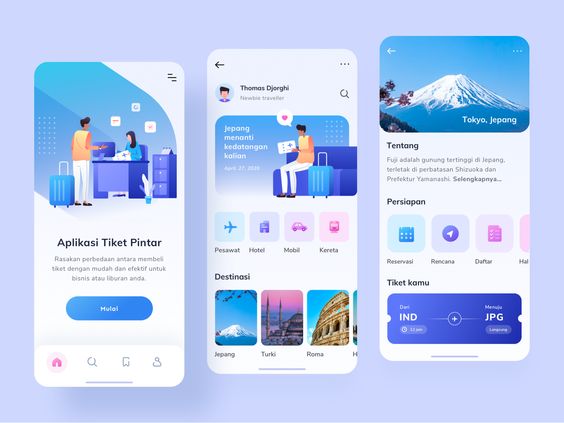 Aplikasi Tiket Pintar
Rasakan perbedaan antara membeli
tiket dengan mudah dan efektif untuk
bisnis atau liburan anda.
Mulai
Thomas Djorghi
Newbie traveller
Jepang
menanti
kedatangan
kalian
April, 27, 2020
Pesawat
Hotel
Mobil
Kereta
Destinasi
Jepang
Turki
Roma
H
Tokyo, Jepang
Tentang
Fuji adalah gunung tertinggi di Jepang,
terletak di perbatasan Shizuoka dan
Prefektur Yamanashi. Selengkapnya...
Persiapan
Reservasi
Rencana
Daftar
Hal
Tiket kamu
Dari
IND
12 jam
Menuju
JPG
Langsung